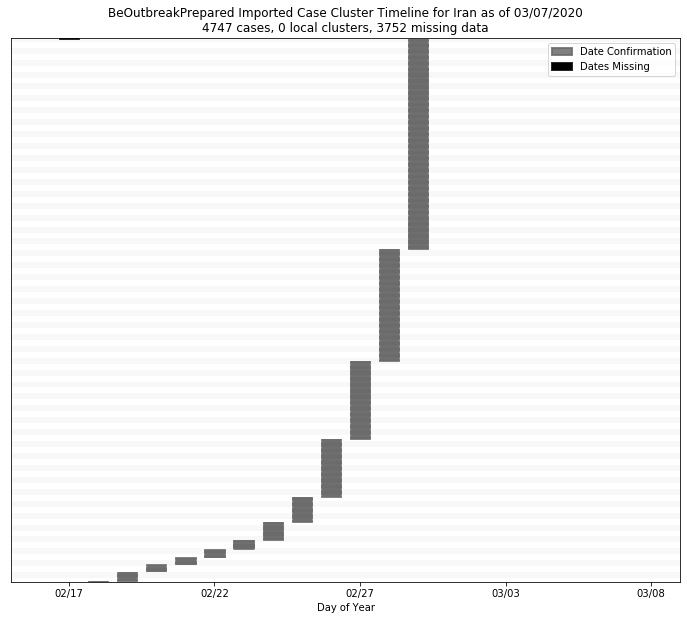 BeOutbreakPrepared Imported Case Cluster Timeline for Iran as of 03/07/2020
4747 cases, 0 local clusters, 3752 missing data
Date Confirmation
Dates Missing
02/17 02/22 02/27 03/03 03/08
Day of Year